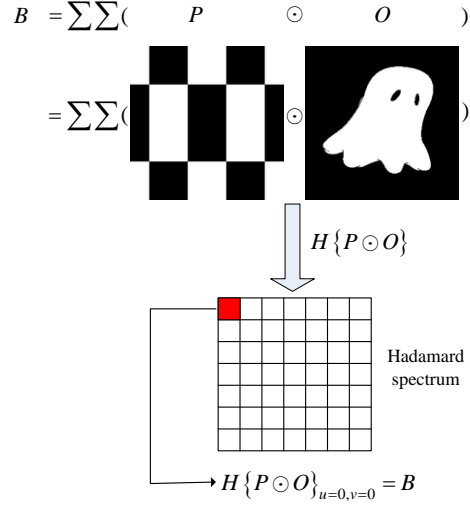 B = ∑∑( P ⊙ O )
= ∑∑( ⊙ )
H{P⊙O}
Hadamard
spectrum
H{P⊙O}u=0,v=0 = B